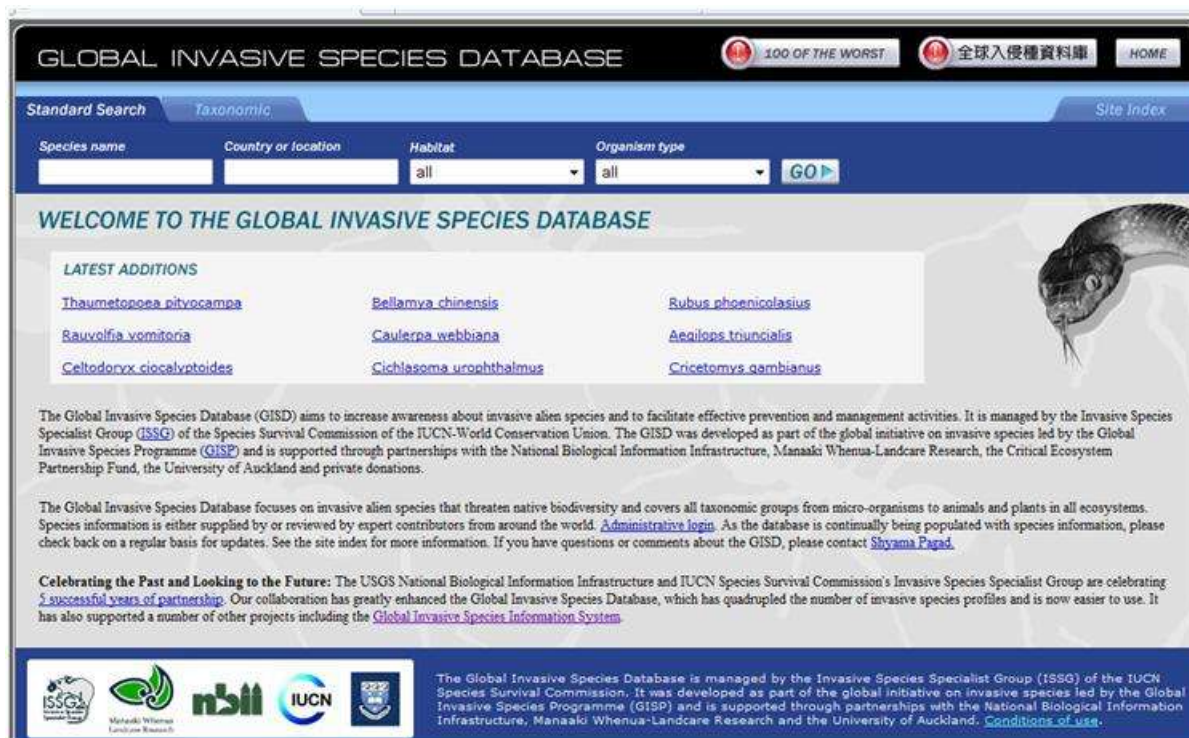 GLOBAL INVASIVE SPECIES DATABASE
100 OF THE WORST
全球入侵種資料庫
HOME
Standard Search
Taxonomic
Site Index
Species name
Country or location
Habitat
Organism type
all
all
GO
WELCOME TO THE GLOBAL INVASIVE SPECIES DATABASE
LATEST ADDITIONS
Thaumetopoea pityocampa
Bellamya chinensis
Rubus phoenicolasius
Rauvolfia vomitoria
Caulerpa webbiana
Aegilops triuncialis
Celtodoryx ciocalyptoides
Cichlasoma urophthalmus
Cricetomys gambianus
The Global Invasive Species Database (GISD) aims to increase awareness about invasive alien species and to facilitate effective prevention and management activities. It is managed by the Invasive Species
Specialist Group (ISSG) of the Species Survival Commission of the IUCN-World Conservation Union. The GISD was developed as part of the global initiative on invasive species led by the Global
Invasive Species Programme (GISP) and is supported through partnerships with the National Biological Information Infrastructure, Manaaki Whenua-Landcare Research, the Critical Ecosystem
Partnership Fund, the University of Auckland and private donations.
The Global Invasive Species Database focuses on invasive alien species that threaten native biodiversity and covers all taxonomic groups from micro-organisms to animals and plants in all ecosystems.
Species information is either supplied by or reviewed by expert contributors from around the world. Administrative login. As the database is continually being populated with species information, please
check back on a regular basis for updates. See the site index for more information. If you have questions or comments about the GISD, please contact Shyama Pagad.
Celebrating the Past and Looking to the Future: The USGS National Biological Information Infrastructure and IUCN Species Survival Commission's Invasive Species Specialist Group are celebrating
5 successful years of partnership. Our collaboration has greatly enhanced the Global Invasive Species Database, which has quadrupled the number of invasive species profiles and is now easier to use. It
has also supported a number of other projects including the Global Invasive Species Information System.
ISSG
Manaaki Whenua
Landcare Research
nbii
IUCN
The Global Invasive Species Database is managed by the Invasive Species Specialist Group (ISSG) of the IUCN
Species Survival Commission. It was developed as part of the global initiative on invasive species led by the Global
Invasive Species Programme (GISP) and is supported through partnerships with the National Biological Information
Infrastructure, Manaaki Whenua-Landcare Research and the University of Auckland. Conditions of use.